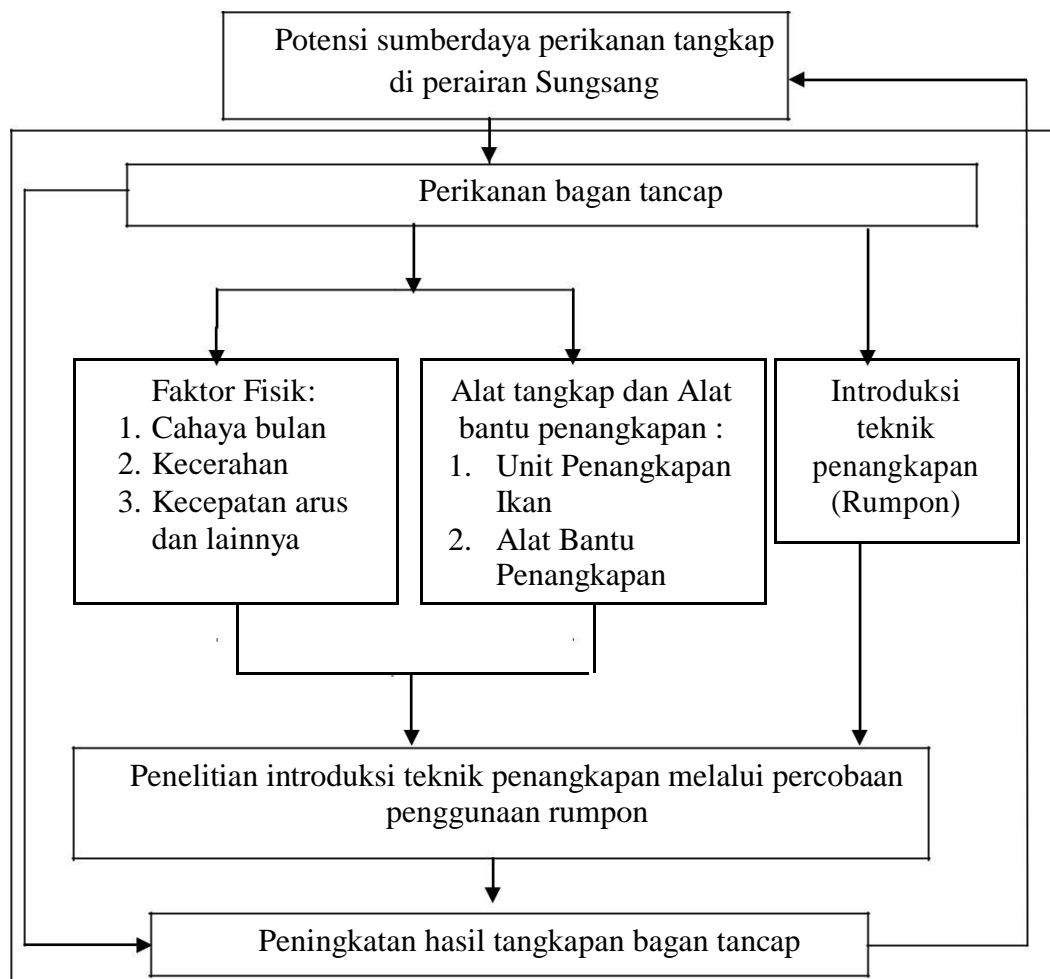 Potensi sumberdaya perikanan tangkap
di perairan Sungsang
Perikanan bagan tancap
Faktor Fisik:
1. Cahaya bulan
2. Kecerahan
3. Kecepatan arus
dan lainnya
Alat tangkap dan Alat
bantu penangkapan :
1. Unit Penangkapan
Ikan
2. Alat Bantu
Penangkapan
Introduksi
teknik
penangkapan
(Rumpon)
Penelitian introduksi teknik penangkapan melalui percobaan
penggunaan rumpon
Peningkatan hasil tangkapan bagan tancap